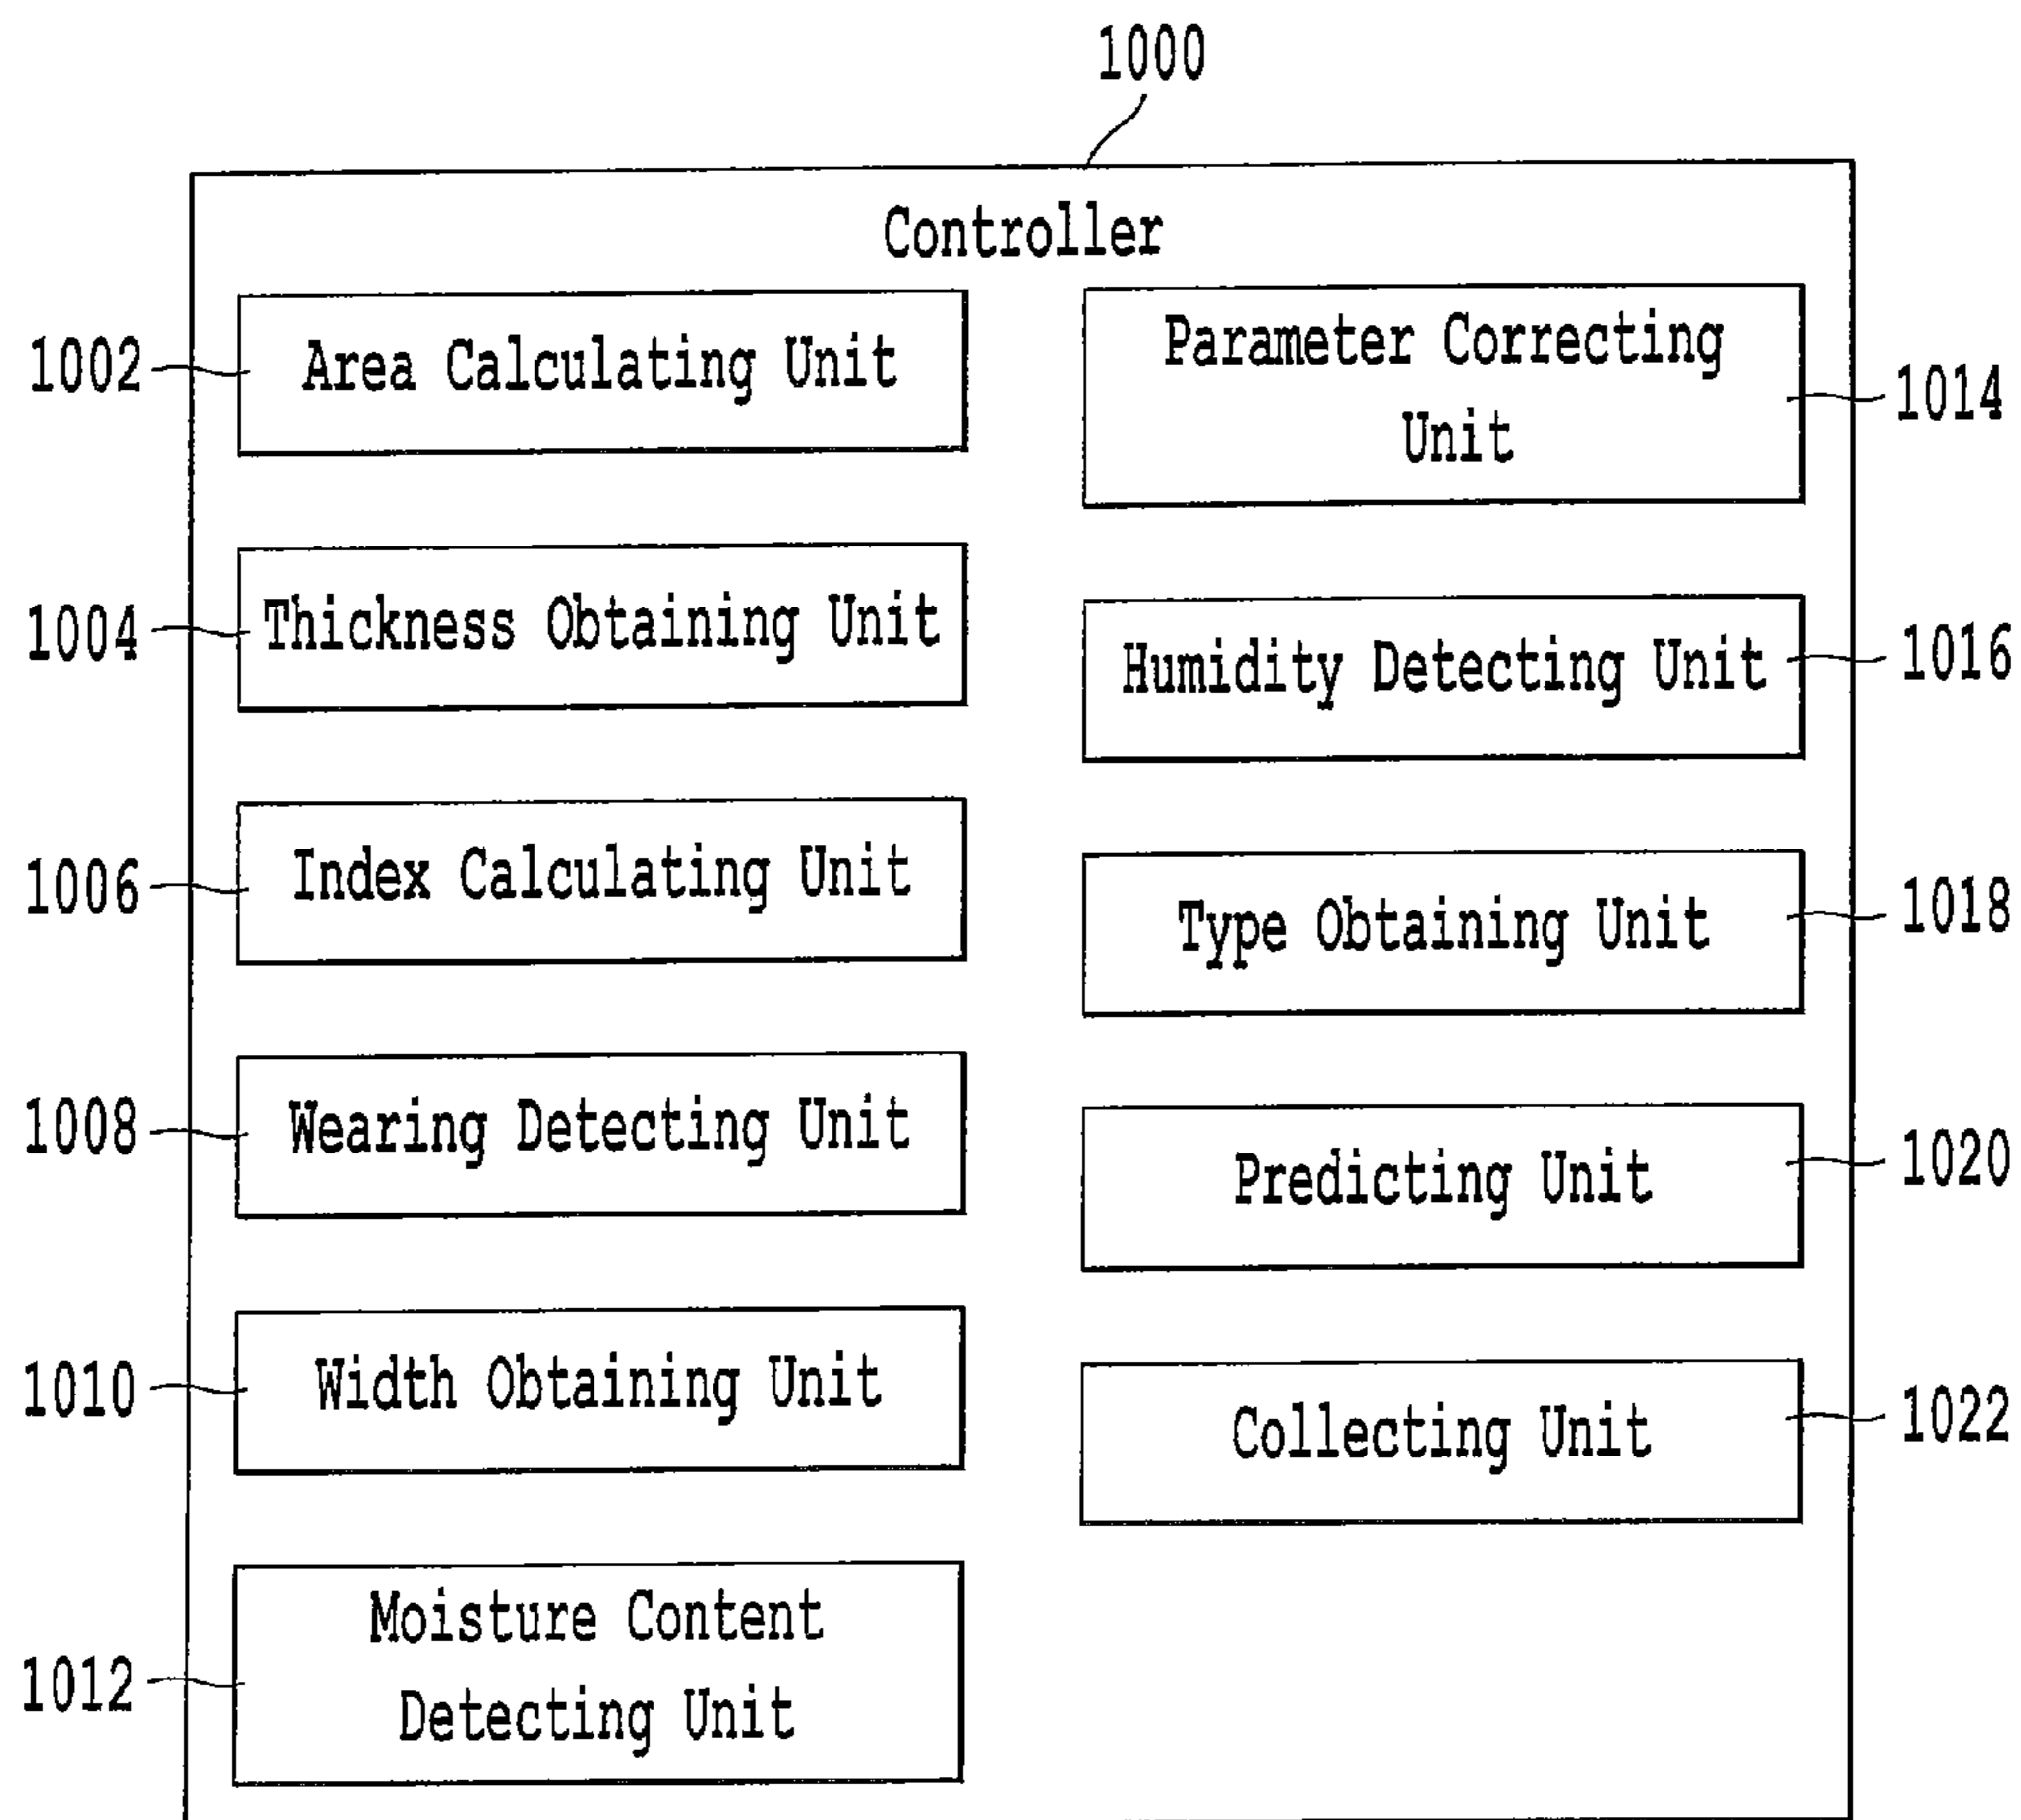 1000
Controller
1002
Area Calculating Unit
1004
Thickness Obtaining Unit
1006
Index Calculating Unit
1008
Wearing Detecting Unit
1010
Width Obtaining Unit
1012
Moisture Content
Detecting Unit
Parameter Correcting
Unit
1014
Humidity Detecting Unit
1016
Type Obtaining Unit
1018
Predicting Unit
1020
Collecting Unit
1022